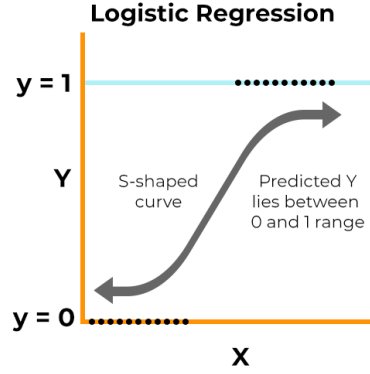 Logistic Regression
y = 1
Y
S-shaped
curve
Predicted Y
lies between
0 and 1 range
y = 0
X